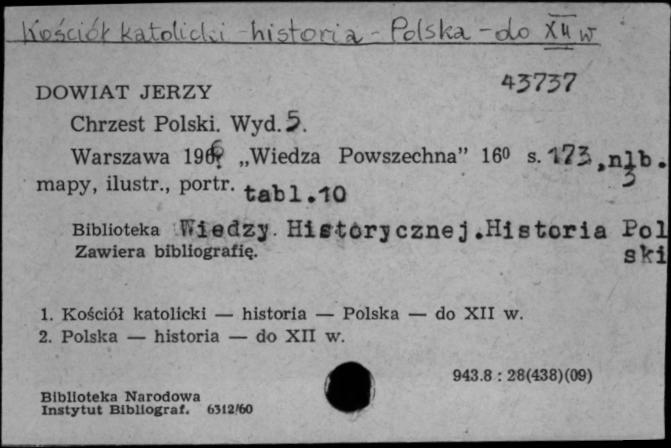 Kościół katolicki - historia - Polska - do XII w
43737
DOWIAT JERZY
Chrzest Polski. Wyd. 5.
Warszawa 196 „Wiedza Powszechna” 16⁰ s. 173, nlb.
3
mapy, ilustr., portr. tabl.10
Biblioteka Wiedzy Historycznej.Historia Pol
Zawiera bibliografię. ski
1. Kościół katolicki — historia — Polska — do XII w.
2. Polska — historia — do XII w.
943.8 : 28(438)(09)
Biblioteka Narodowa
Instytut Bibliograf. 6312/60